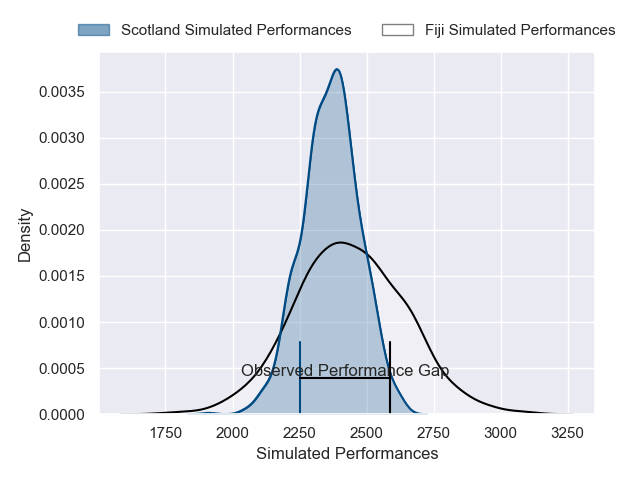 Scotland Simulated Performances Fiji Simulated Performances
0.0035
0.0030
0.0025
0.0020
0.0015
0.0010
0.0005
0.0000
Density
Observed Performance Gap
1750 2000 2250 2500 2750 3000 3250
Simulated Performances